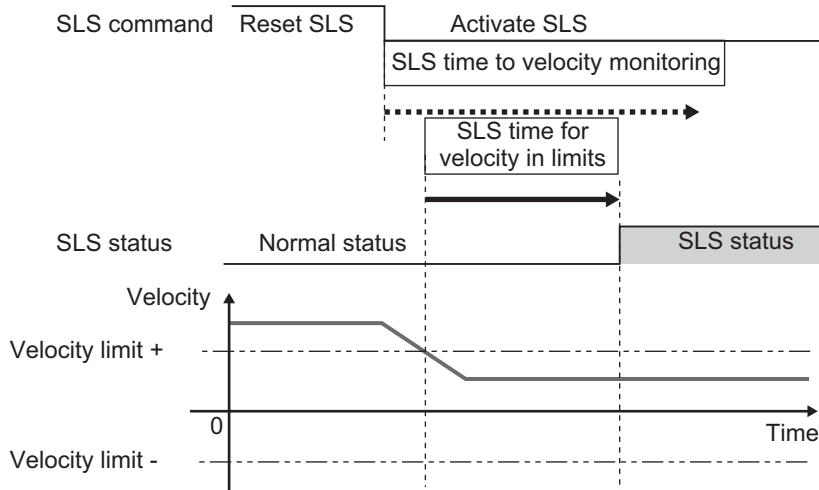 SLS command Reset SLS Activate SLS
SLS time to velocity monitoring
SLS time for
velocity in limits
SLS status Normal status SLS status
Velocity
Velocity limit +
0
Time
Velocity limit -